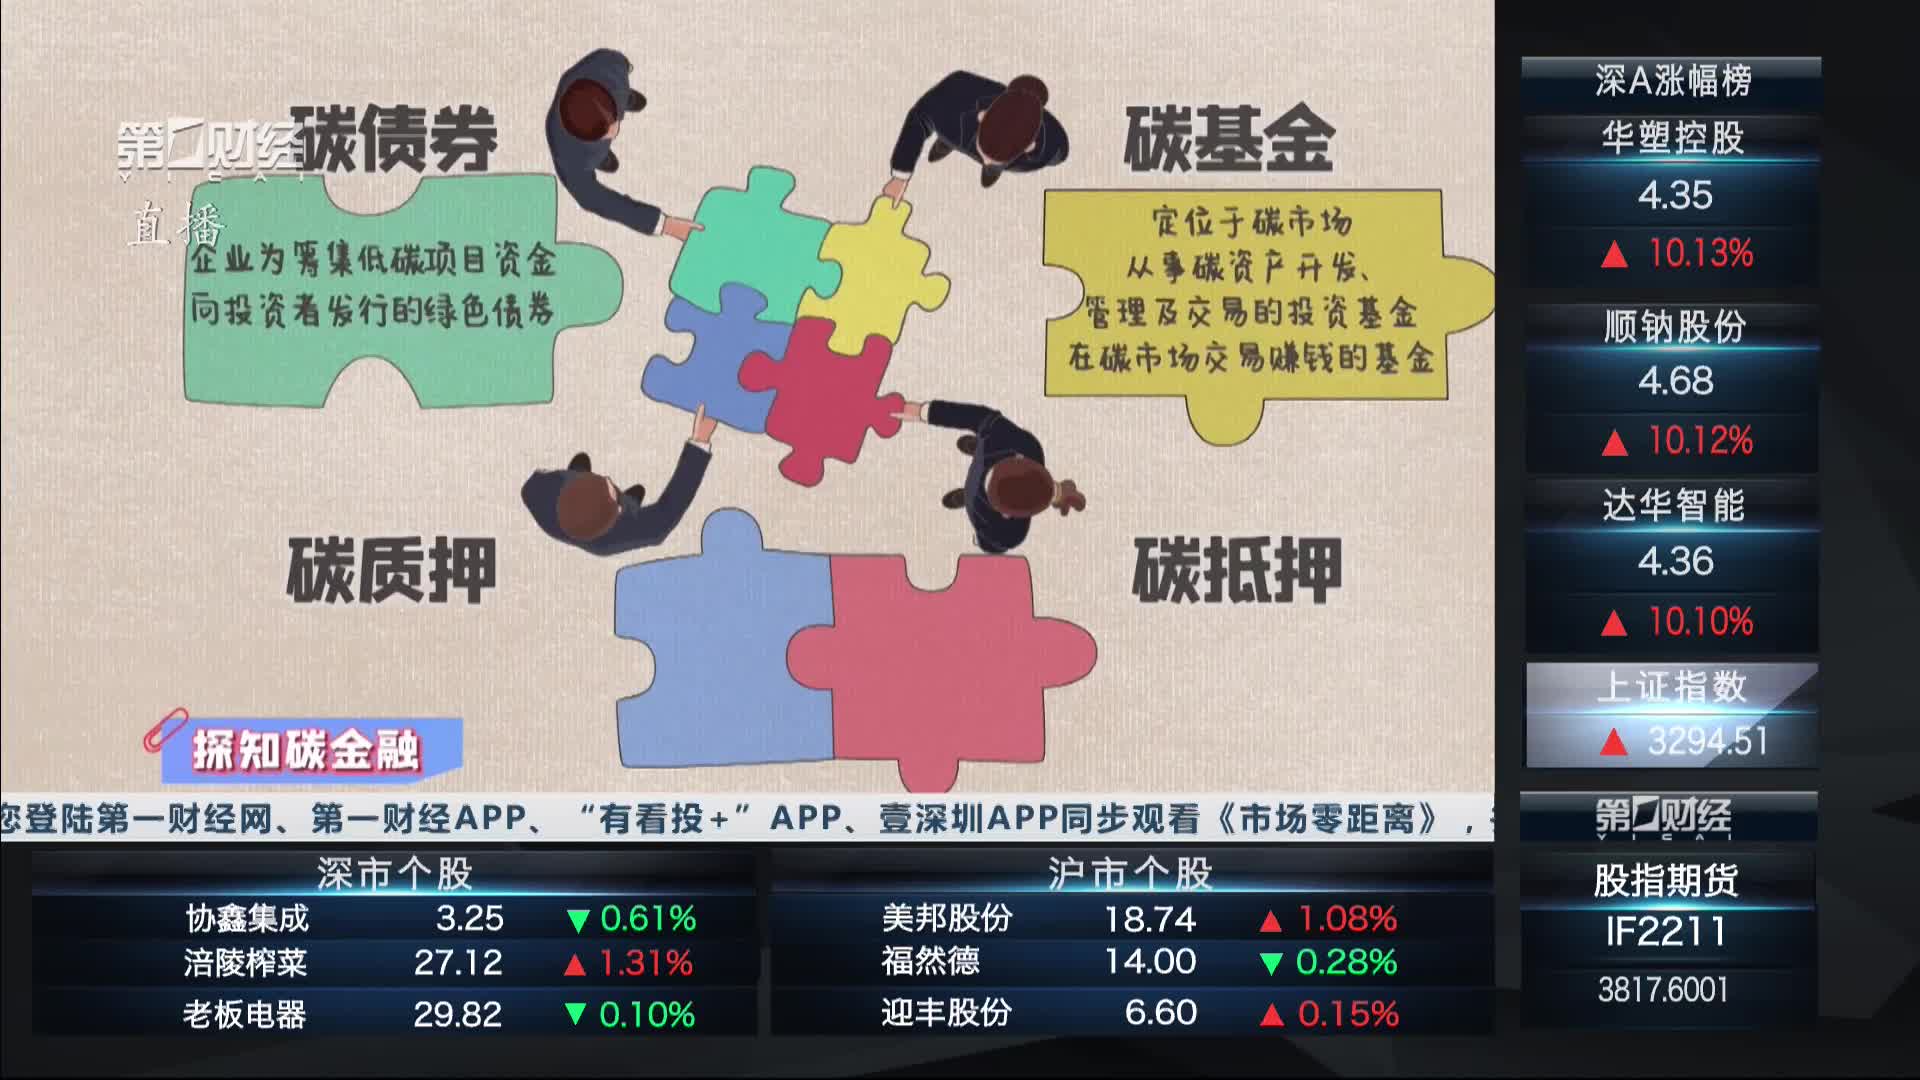 第一财经
YICAI
直播
碳债券
企业为筹集低碳项目资金
向投资者发行的绿色债券
碳基金
定位于碳市场
从事碳资产开发、
管理及交易的投资基金
在碳市场交易赚钱的基金
碳质押
碳抵押
探知碳金融
您登陆第一财经网、第一财经APP、“有看投+”APP、壹深圳APP同步观看《市场零距离》，
深市个股
协鑫集成 3.25 ▼ 0.61%
涪陵榨菜 27.12 ▲ 1.31%
老板电器 29.82 ▼ 0.10%
沪市个股
美邦股份 18.74 ▲ 1.08%
福然德 14.00 ▼ 0.28%
迎丰股份 6.60 ▲ 0.15%
深A涨幅榜
华塑控股
4.35
▲ 10.13%
顺钠股份
4.68
▲ 10.12%
达华智能
4.36
▲ 10.10%
上证指数
▲ 3294.51
第一财经
YICAI
股指期货
IF2211
3817.6001